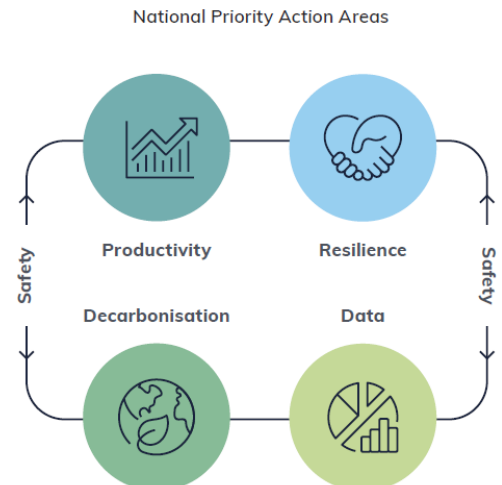 National Priority Action Areas
Productivity
Resilience
Safety
Safety
Decarbonisation
Data